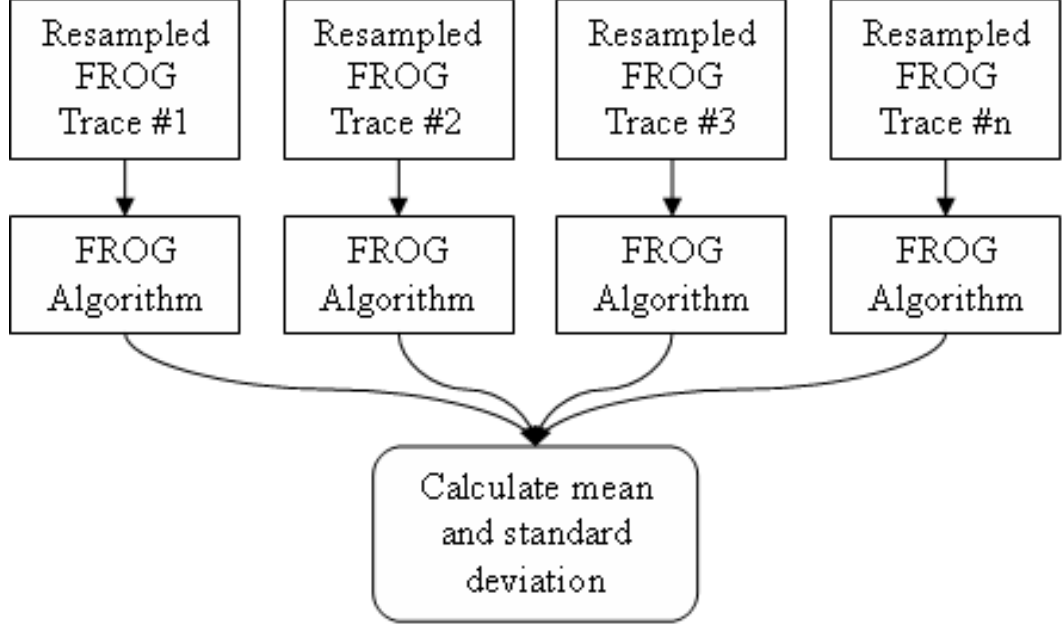 Resampled
FROG
Trace #1
Resampled
FROG
Trace #2
Resampled
FROG
Trace #3
Resampled
FROG
Trace #n
FROG
Algorithm
FROG
Algorithm
FROG
Algorithm
FROG
Algorithm
Calculate mean
and standard
deviation